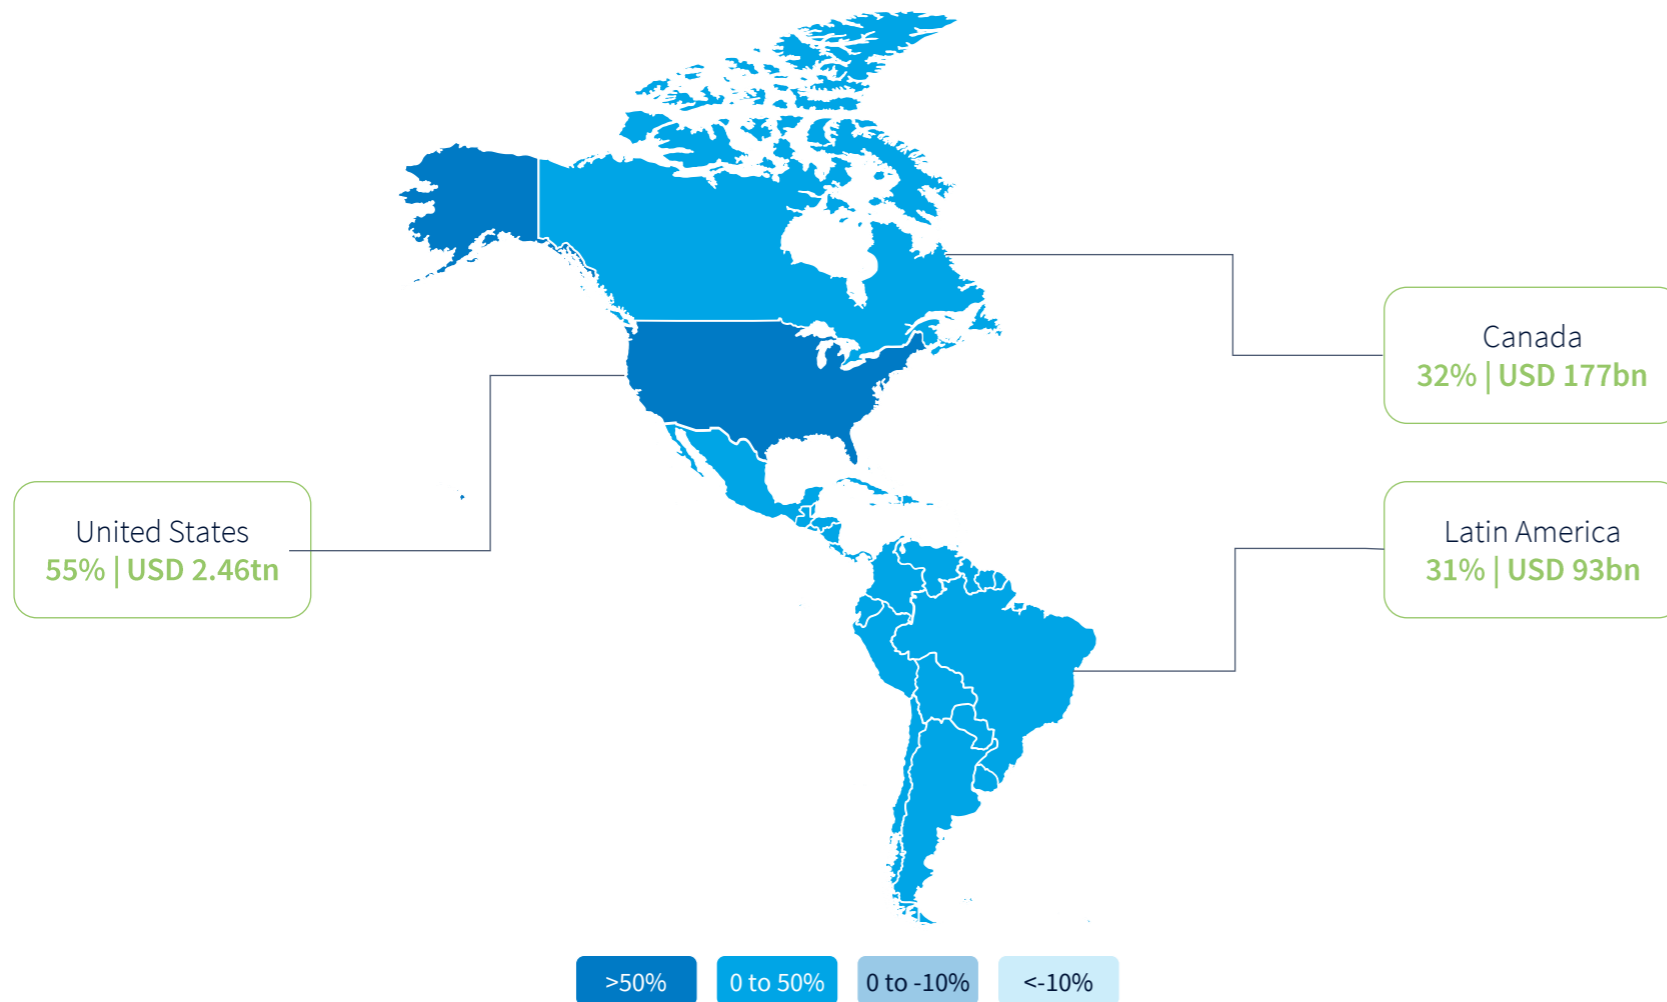 Canada
32% | USD 177bn
United States
55% | USD 2.46tn
Latin America
31% | USD 93bn
>50%
0 to 50%
0 to -10%
<-10%